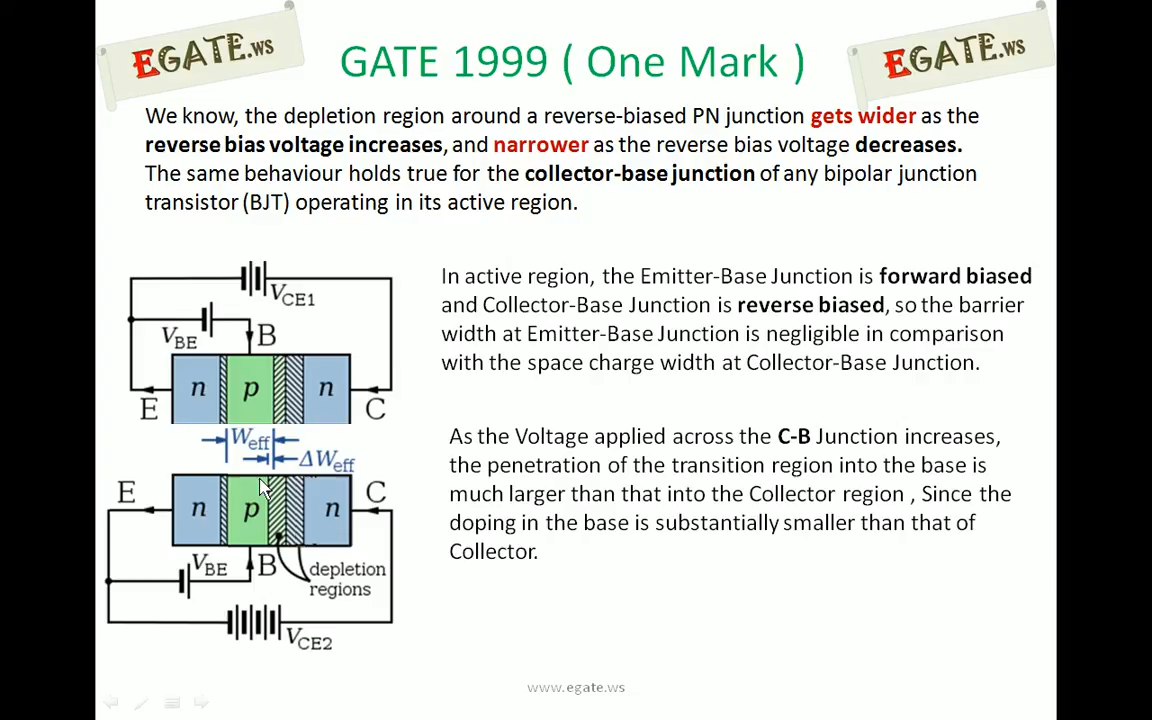 EGATE.ws
GATE 1999 ( One Mark )
EGATE.ws
We know, the depletion region around a reverse-biased PN junction gets wider as the
reverse bias voltage increases, and narrower as the reverse bias voltage decreases.
The same behaviour holds true for the collector-base junction of any bipolar junction
transistor (BJT) operating in its active region.
VCE1
VBE
B
n
p
n
E
C
Weff
ΔWeff
E
C
n
p
n
VBE
B
depletion
regions
VCE2
In active region, the Emitter-Base Junction is forward biased
and Collector-Base Junction is reverse biased, so the barrier
width at Emitter-Base Junction is negligible in comparison
with the space charge width at Collector-Base Junction.
As the Voltage applied across the C-B Junction increases,
the penetration of the transition region into the base is
much larger than that into the Collector region , Since the
doping in the base is substantially smaller than that of
Collector.
www.egate.ws